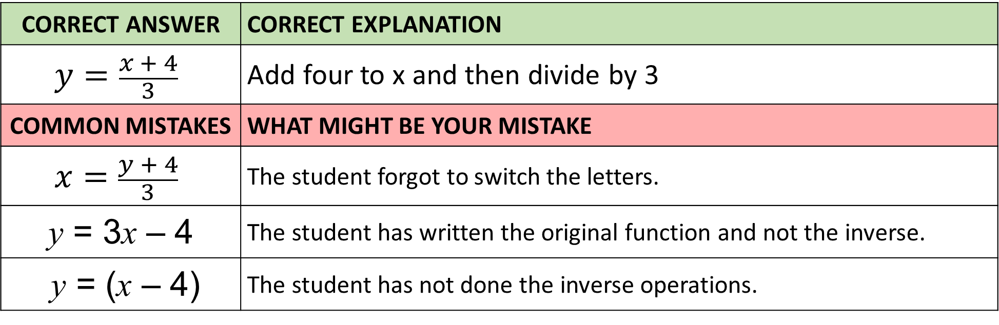 CORRECT ANSWER CORRECT EXPLANATION
y = (x + 4)/3 Add four to x and then divide by 3
COMMON MISTAKES WHAT MIGHT BE YOUR MISTAKE
x = (y + 4)/3 The student forgot to switch the letters.
y = 3x – 4 The student has written the original function and not the inverse.
y = (x – 4) The student has not done the inverse operations.